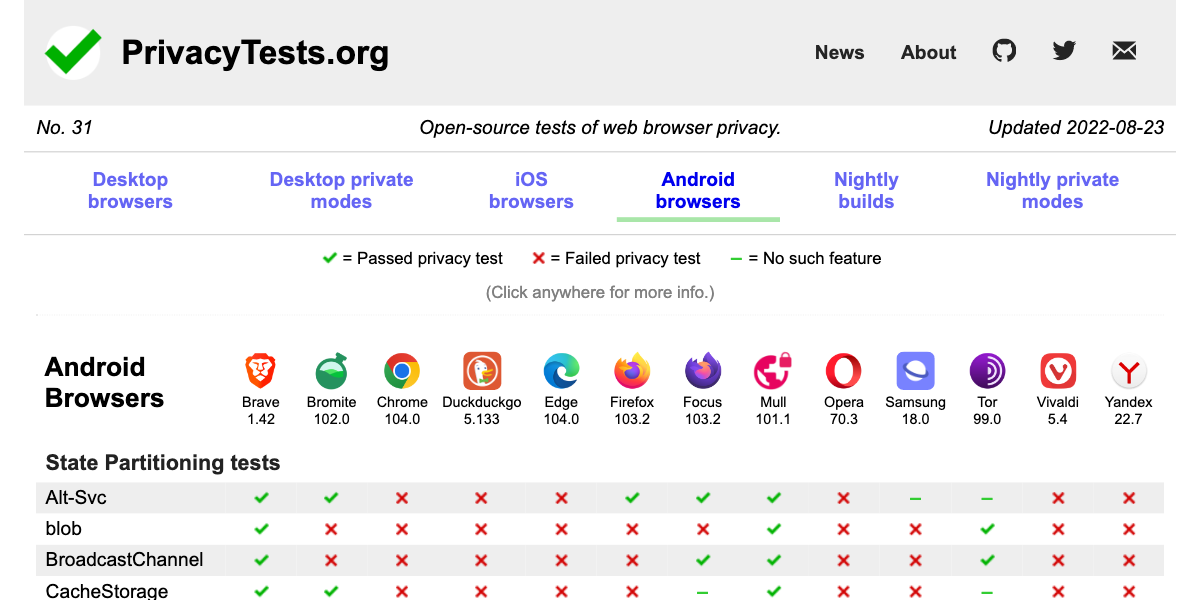 PrivacyTests.org
News About
No. 31 Open-source tests of web browser privacy. Updated 2022-08-23
Desktop browsers Desktop private modes iOS browsers Android browsers Nightly builds Nightly private modes
= Passed privacy test = Failed privacy test = No such feature
(Click anywhere for more info.)
Android
Browsers
Brave Bromite Chrome Duckduckgo Edge Firefox Focus Mull Opera Samsung Tor Vivaldi Yandex
1.42 102.0 104.0 5.133 104.0 103.2 103.2 101.1 70.3 18.0 99.0 5.4 22.7
State Partitioning tests
Alt-Svc
blob
BroadcastChannel
CacheStorage